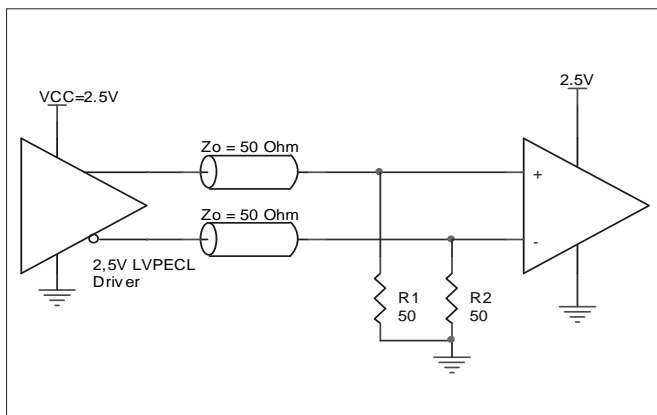 2.5V
VCC=2.5V
Zo = 50 Ohm
+
Zo = 50 Ohm
-
2,5V LVPECL
Driver
R1
50
R2
50